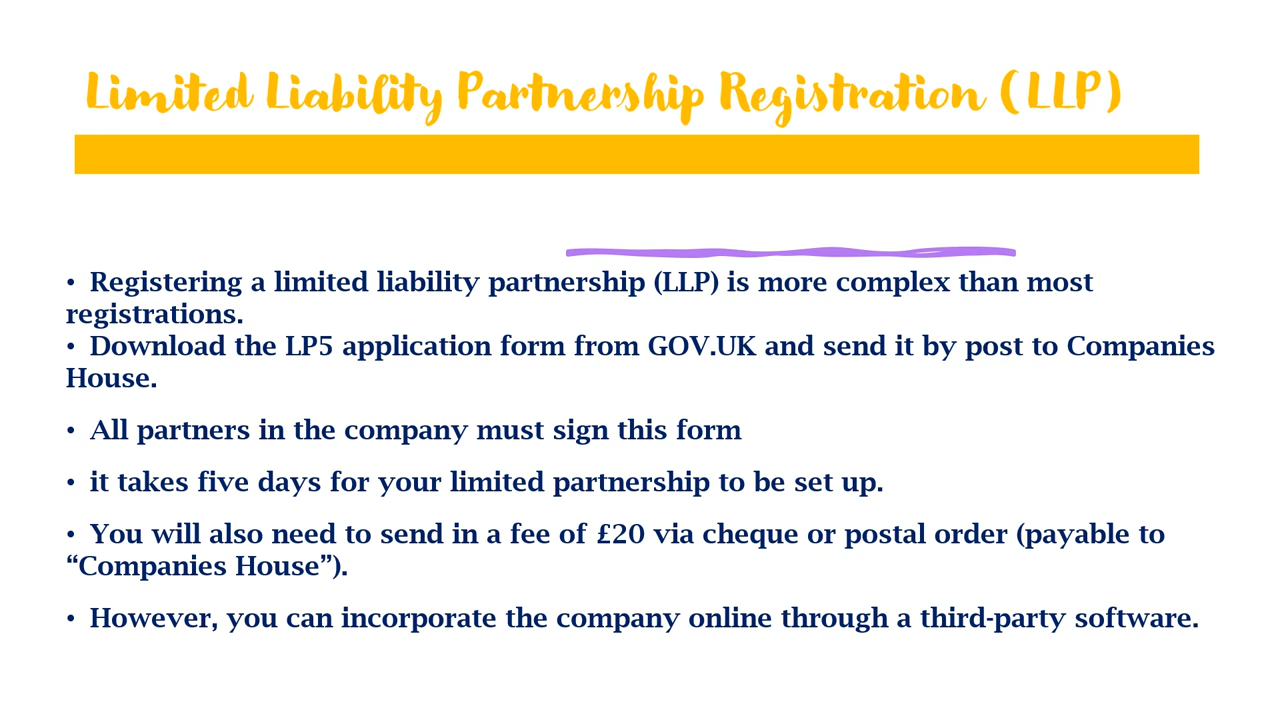 Limited Liability Partnership Registration (LLP)
• Registering a limited liability partnership (LLP) is more complex than most
registrations.
• Download the LP5 application form from GOV.UK and send it by post to Companies
House.
• All partners in the company must sign this form
• it takes five days for your limited partnership to be set up.
• You will also need to send in a fee of £20 via cheque or postal order (payable to
“Companies House”).
• However, you can incorporate the company online through a third-party software.